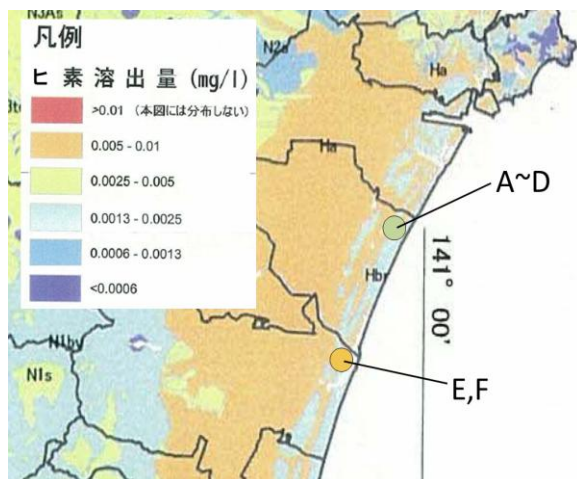 凡例
ヒ素溶出量 (mg/l)
>0.01 (本図には分布しない)
0.005 - 0.01
0.0025 - 0.005
0.0013 - 0.0025
0.0006 - 0.0013
<0.0006
N3As
N2s
Ha
Ha
A~D
141° 00′
Hbr
N1bv
N1s
E,F